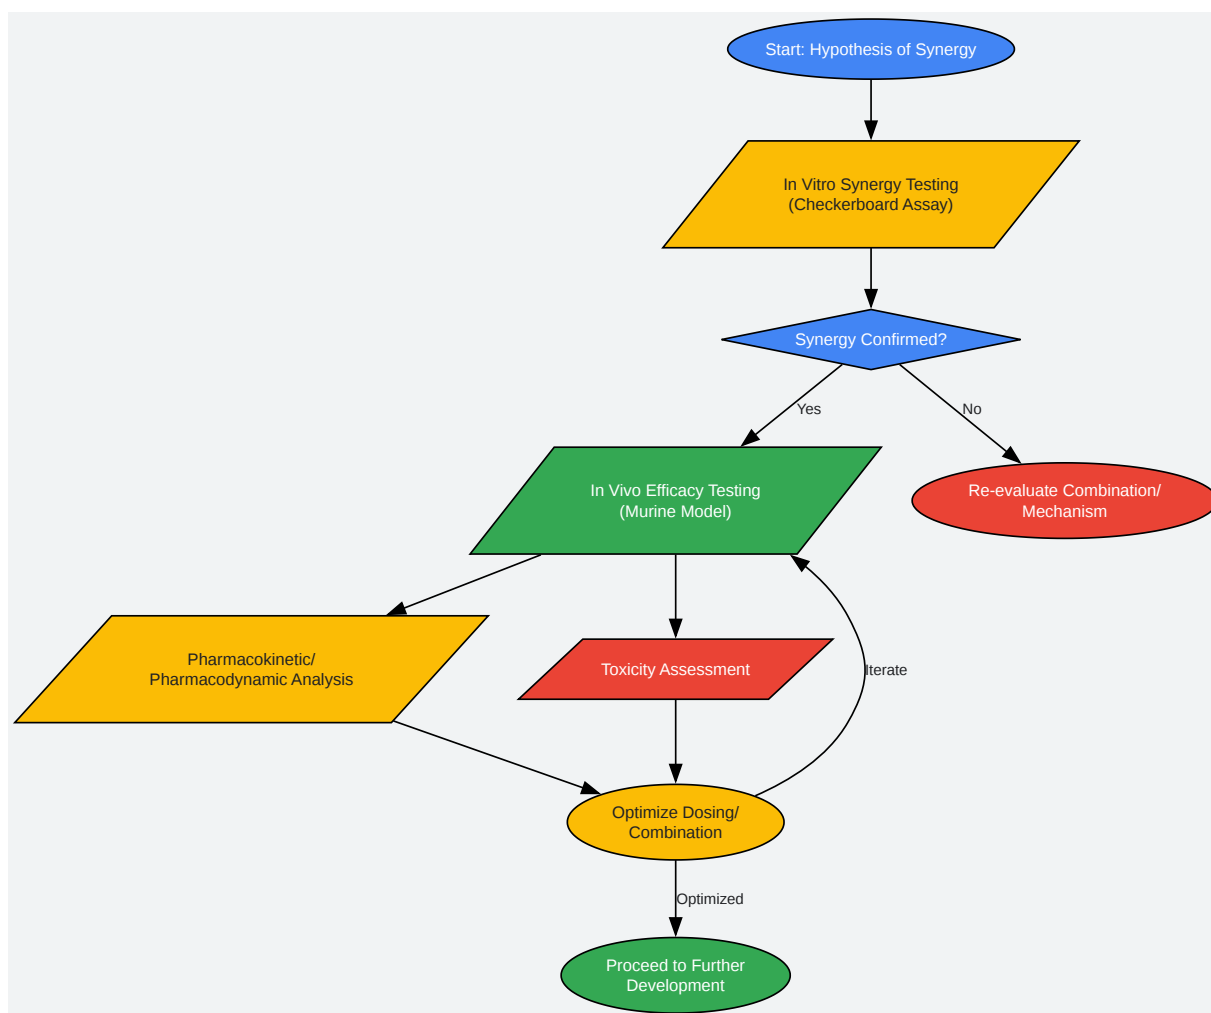 Start: Hypothesis of Synergy
In Vitro Synergy Testing
(Checkerboard Assay)
Synergy Confirmed?
Yes
No
In Vivo Efficacy Testing
(Murine Model)
Re-evaluate Combination/
Mechanism
Pharmacokinetic/
Pharmacodynamic Analysis
Toxicity Assessment
Iterate
Optimize Dosing/
Combination
Optimized
Proceed to Further
Development